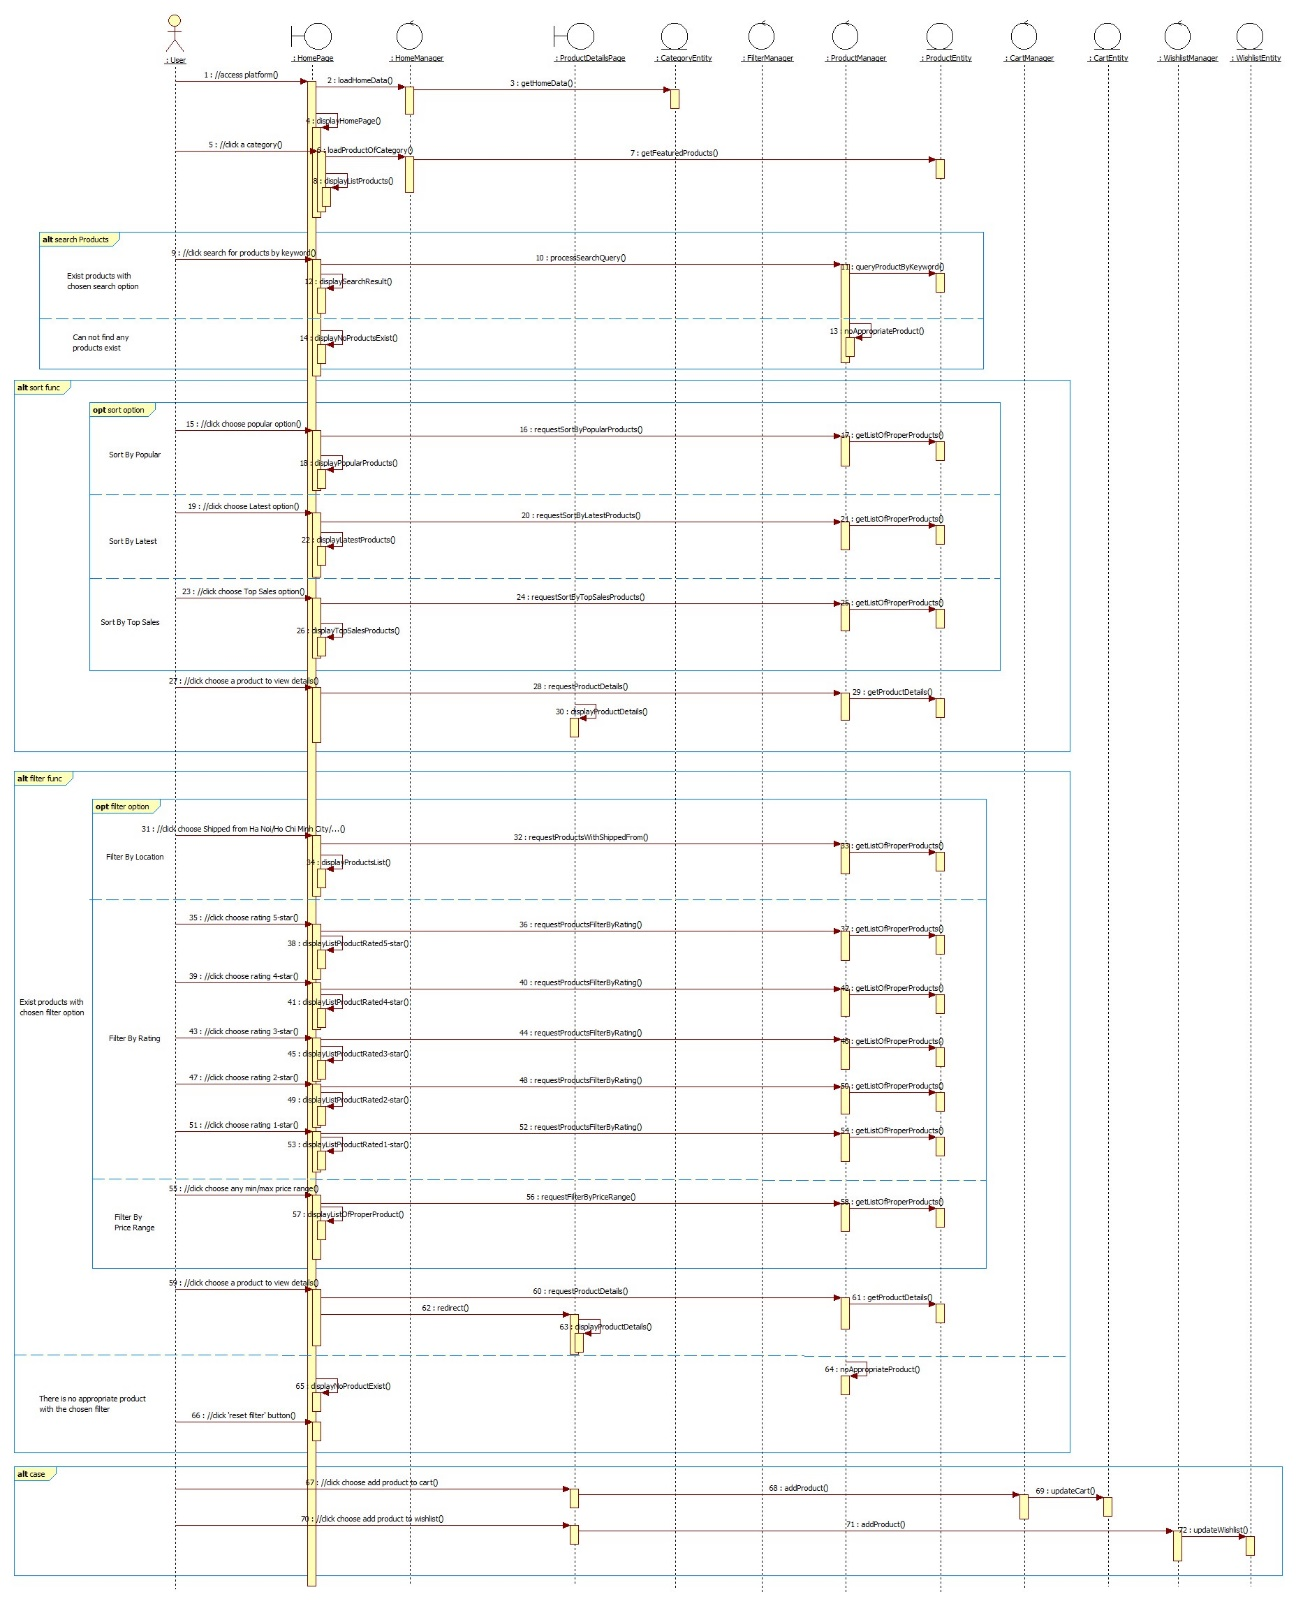 : User
: HomePage
: HomeManager
: ProductDetailsPage
: CategoryEntity
: FilterManager
: ProductManager
: ProductEntity
: CartManager
: CartEntity
: WishlistManager
: WishlistEntity
1 : //access platform()
2 : loadHomeData()
3 : getHomeData()
4 : displayHomePage()
5 : //click a category()
6 : loadProductOfCategory()
7 : getFeaturedProducts()
8 : displayListProducts()
alt search Products
9 : //click search for products by keyword()
10 : processSearchQuery()
11 : queryProductByKeyword()
Exist products with
chosen search option
12 : displaySearchResult()
13 : noAppropriateProduct()
Can not find any
products exist
14 : displayNoProductsExist()
alt sort func
opt sort option
15 : //click choose popular option()
16 : requestSortByPopularProducts()
17 : getListOfProperProducts()
Sort By Popular
18 : displayPopularProducts()
19 : //click choose Latest option()
20 : requestSortByLatestProducts()
21 : getListOfProperProducts()
Sort By Latest
22 : displayLatestProducts()
23 : //click choose Top Sales option()
24 : requestSortByTopSalesProducts()
25 : getListOfProperProducts()
Sort By Top Sales
26 : displayTopSalesProducts()
27 : //click choose a product to view details()
28 : requestProductDetails()
29 : getProductDetails()
30 : displayProductDetails()
alt filter func
opt filter option
31 : //click choose Shipped from Ha Noi/Ho Chi Minh City/...()
32 : requestProductsWithShippedFrom()
33 : getListOfProperProducts()
Filter By Location
34 : displayProductsList()
35 : //click choose rating 5-star()
36 : requestProductsFilterByRating()
37 : getListOfProperProducts()
38 : displayListProductRated5-star()
39 : //click choose rating 4-star()
40 : requestProductsFilterByRating()
42 : getListOfProperProducts()
Exist products with
chosen filter option
41 : displayListProductRated4-star()
43 : //click choose rating 3-star()
44 : requestProductsFilterByRating()
46 : getListOfProperProducts()
Filter By Rating
45 : displayListProductRated3-star()
47 : //click choose rating 2-star()
48 : requestProductsFilterByRating()
50 : getListOfProperProducts()
49 : displayListProductRated2-star()
51 : //click choose rating 1-star()
52 : requestProductsFilterByRating()
54 : getListOfProperProducts()
53 : displayListProductRated1-star()
55 : //click choose any min/max price range()
56 : requestFilterByPriceRange()
58 : getListOfProperProducts()
Filter By
Price Range
57 : displayListOfProperProduct()
59 : //click choose a product to view details()
60 : requestProductDetails()
61 : getProductDetails()
62 : redirect()
63 : displayProductDetails()
64 : noAppropriateProduct()
65 : displayNoProductExist()
There is no appropriate product
with the chosen filter
66 : //click 'reset filter' button()
alt case
67 : //click choose add product to cart()
68 : addProduct()
69 : updateCart()
70 : //click choose add product to wishlist()
71 : addProduct()
72 : updateWishlist()